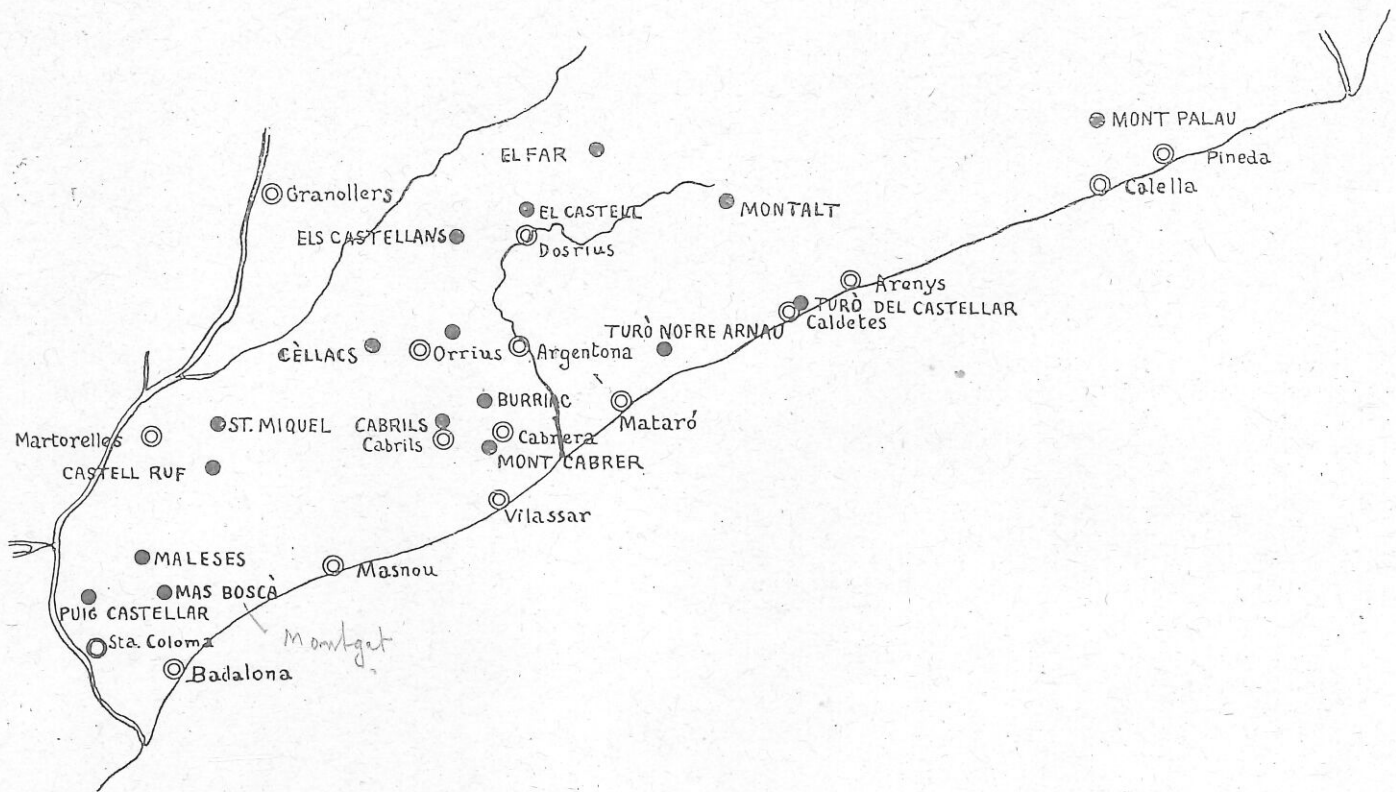 MONT PALAU
Pineda
Calella
EL FAR
Granollers
EL CASTELL
MONTALT
ELS CASTELLANS
Dosrius
Arenys
TURÒ DEL CASTELLAR
Caldetes
TURÒ NOFRE ARNAU
CÈLLACS
Orrius
Argentona
BURRIAC
Mataró
ST. MIQUEL
CABRILS
Cabrils
Cabrera
Martorelles
MONT CABRER
CASTELL RUF
Vilassar
MALESES
Masnou
MAS BOSCÀ
PUIG CASTELLAR
Sta. Coloma
Montgat
Badalona